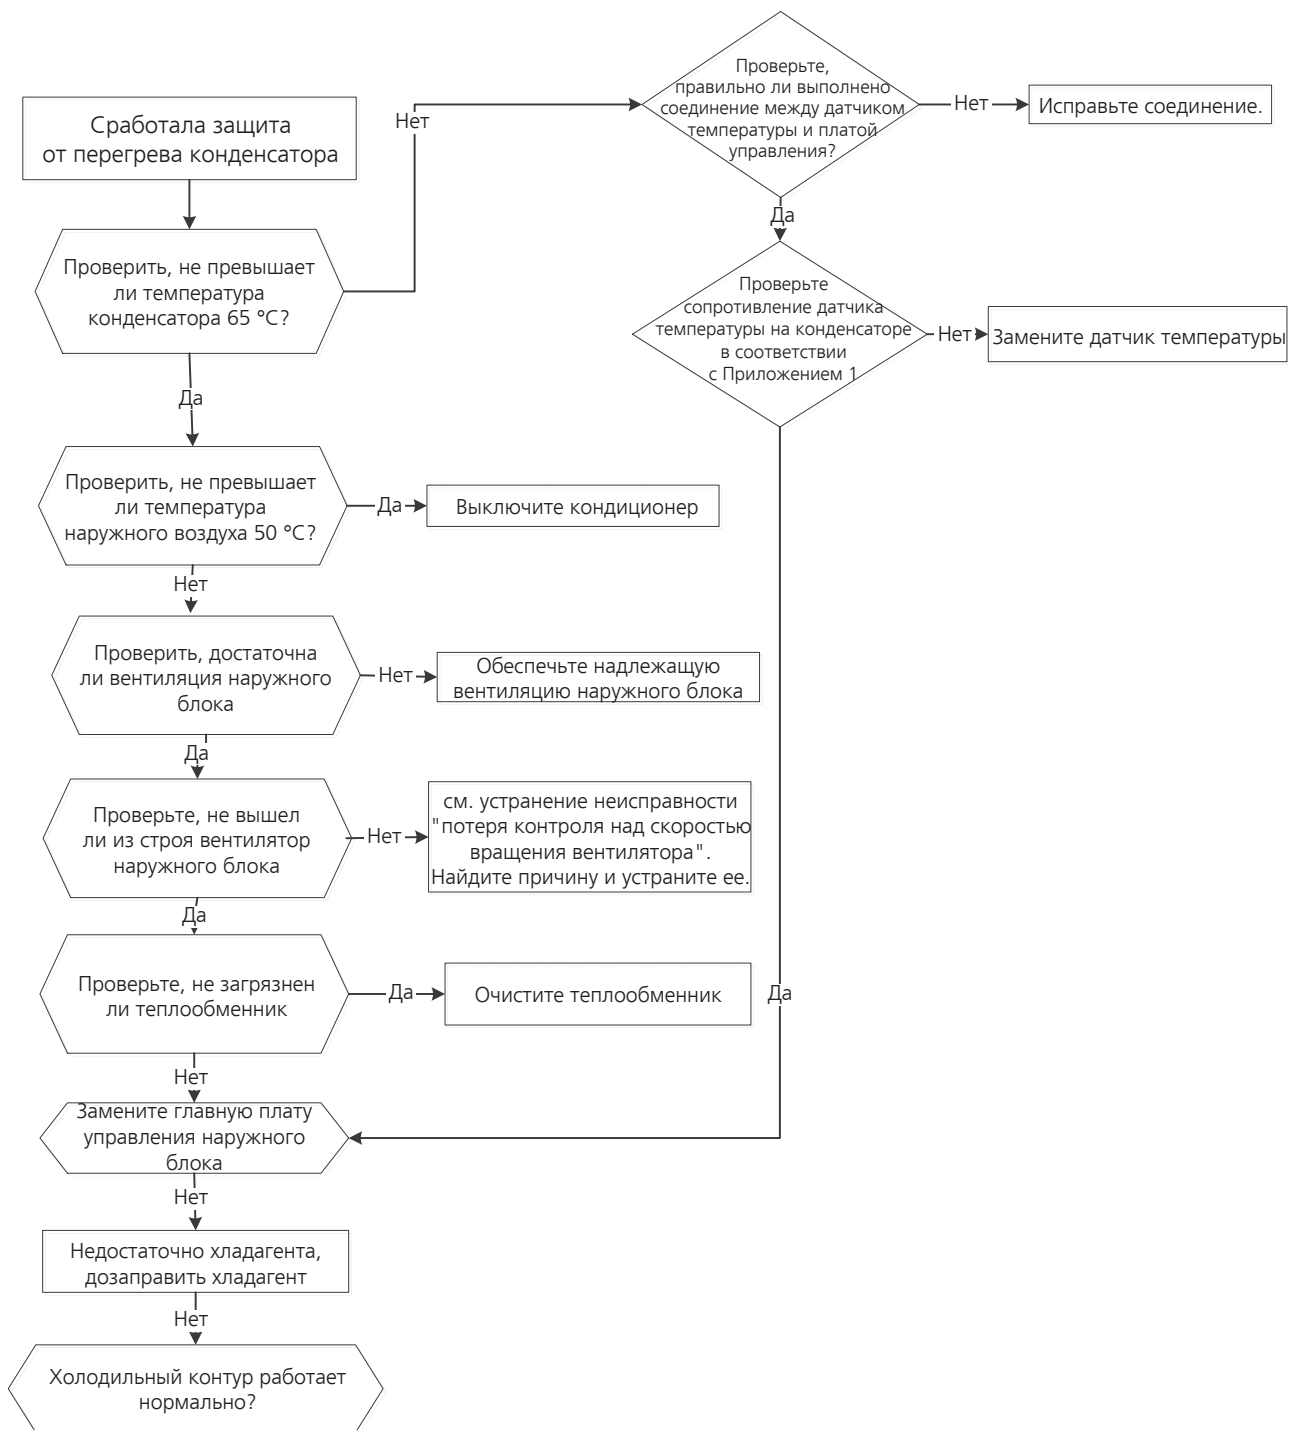 Сработала защита
от перегрева конденсатора
Нет
Проверьте,
правильно ли выполнено
соединение между датчиком
температуры и платой
управления?
Нет
Исправьте соединение.
Да
Проверить, не превышает
ли температура
конденсатора 65 °C?
Проверьте
сопротивление датчика
температуры на конденсаторе
в соответствии
с Приложением 1
Нет
Замените датчик температуры
Да
Проверить, не превышает
ли температура
наружного воздуха 50 °C?
Да
Выключите кондиционер
Нет
Проверить, достаточна
ли вентиляция наружного
блока
Нет
Обеспечьте надлежащую
вентиляцию наружного блока
Да
Проверьте, не вышел
ли из строя вентилятор
наружного блока
Нет
см. устранение неисправности
"потеря контроля над скоростью
вращения вентилятора".
Найдите причину и устраните ее.
Да
Проверьте, не загрязнен
ли теплообменник
Да
Очистите теплообменник
Да
Нет
Замените главную плату
управления наружного
блока
Нет
Недостаточно хладагента,
дозаправить хладагент
Нет
Холодильный контур работает
нормально?